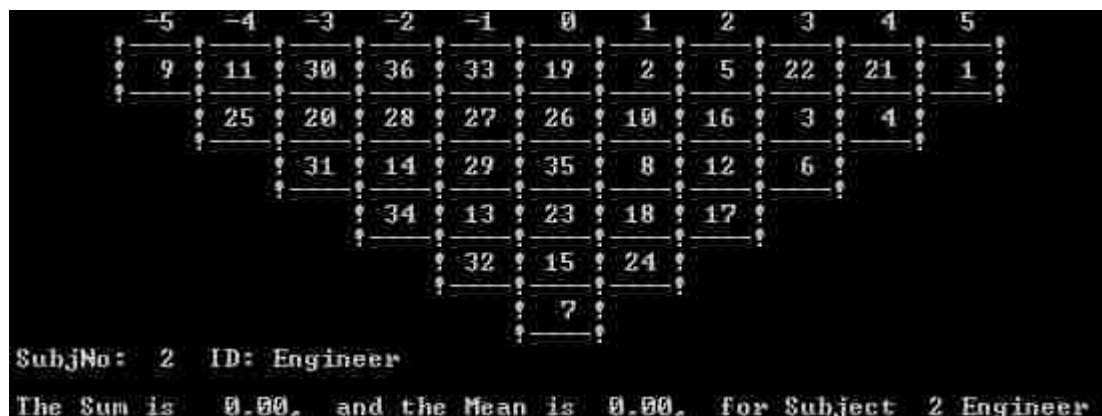 -5 -4 -3 -2 -1 0 1 2 3 4 5
9 11 30 36 33 19 2 5 22 21 1
25 20 28 27 26 10 16 3 4
31 14 29 35 8 12 6
34 13 23 18 17
32 15 24
7
SubjNo: 2 ID: Engineer
The Sum is 0.00, and the Mean is 0.00, for Subject 2 Engineer